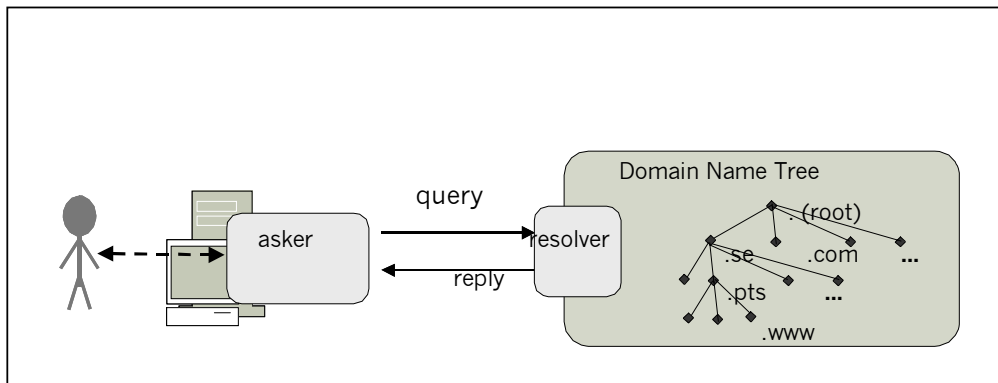 Domain Name Tree
query
. (root)
asker
resolver
.se
.com
...
reply
.pts
...
.www